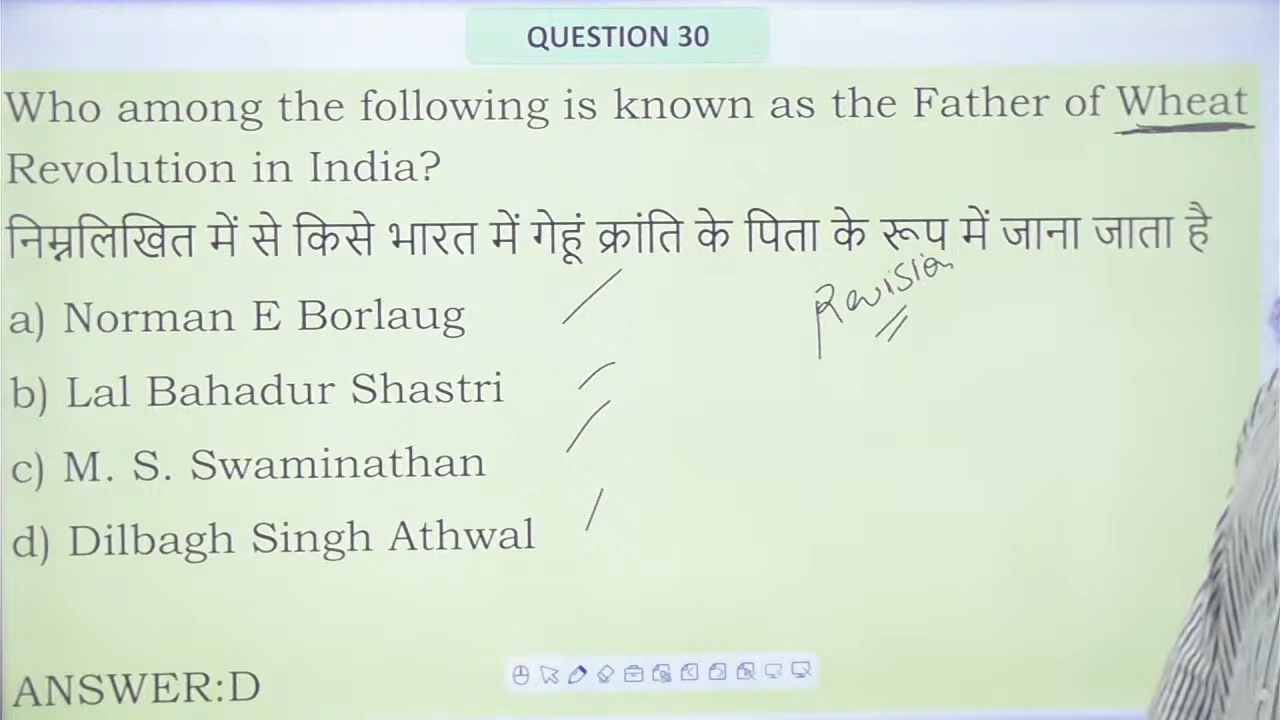 QUESTION 30
Who among the following is known as the Father of Wheat
Revolution in India?
निम्नलिखित में से किसे भारत में गेहूं क्रांति के पिता के रूप में जाना जाता है
Revision
a) Norman E Borlaug
b) Lal Bahadur Shastri
c) M. S. Swaminathan
d) Dilbagh Singh Athwal
ANSWER:D